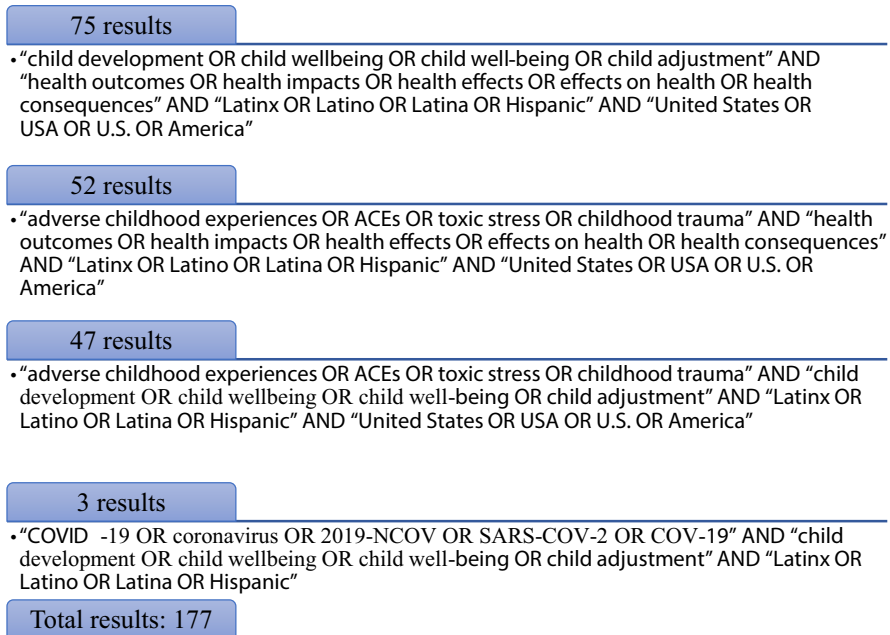 75 results
• “child development OR child wellbeing OR child well-being OR child adjustment” AND
“health outcomes OR health impacts OR health effects OR effects on health OR health
consequences” AND “Latinx OR Latino OR Latina OR Hispanic” AND “United States OR
USA OR U.S. OR America”
52 results
• “adverse childhood experiences OR ACEs OR toxic stress OR childhood trauma” AND “health
outcomes OR health impacts OR health effects OR effects on health OR health consequences”
AND “Latinx OR Latino OR Latina OR Hispanic” AND “United States OR USA OR U.S. OR
America”
47 results
• “adverse childhood experiences OR ACEs OR toxic stress OR childhood trauma” AND “child
development OR child wellbeing OR child well-being OR child adjustment” AND “Latinx OR
Latino OR Latina OR Hispanic” AND “United States OR USA OR U.S. OR America”
3 results
• “COVID -19 OR coronavirus OR 2019-NCOV OR SARS-COV-2 OR COV-19” AND “child
development OR child wellbeing OR child well-being OR child adjustment” AND “Latinx OR
Latino OR Latina OR Hispanic”
Total results: 177